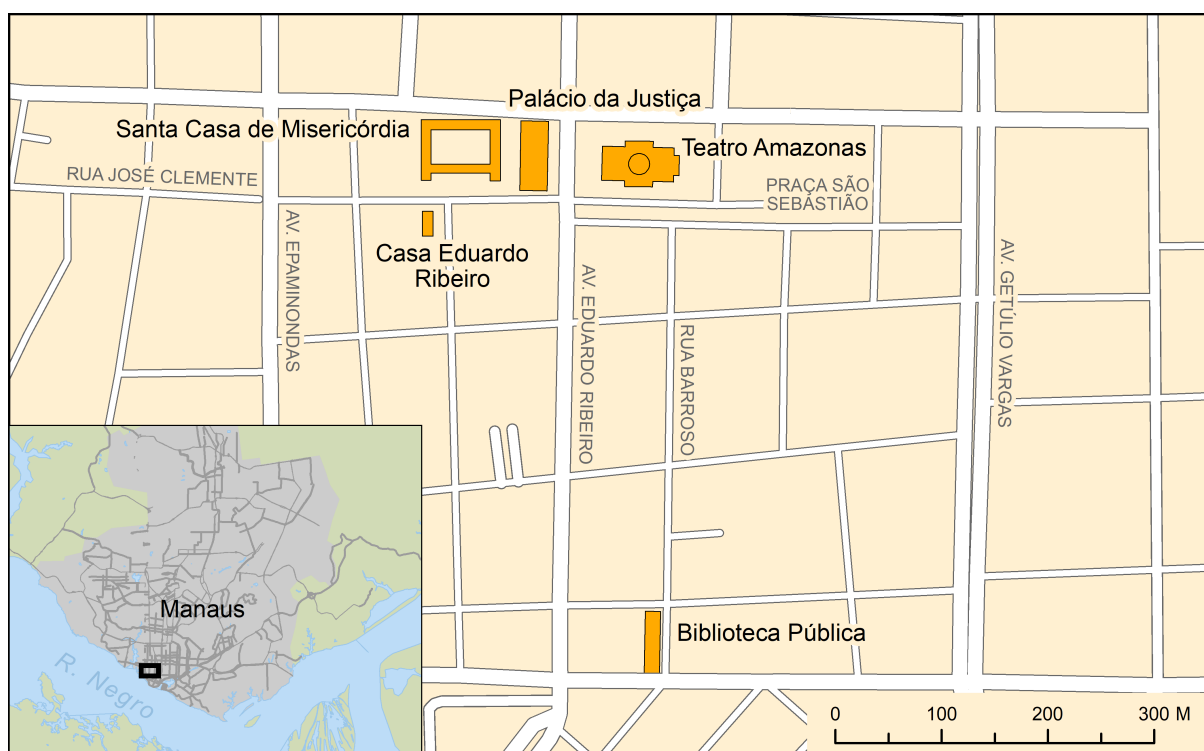 Palácio da Justiça
Santa Casa de Misericórdia
Teatro Amazonas
RUA JOSÉ CLEMENTE
PRAÇA SÃO
SEBASTIÃO
Casa Eduardo
Ribeiro
AV. EPAMINONDAS
AV. EDUARDO RIBEIRO
RUA BARROSO
AV. GETÚLIO VARGAS
Manaus
R. Negro
Biblioteca Pública
0 100 200 300 M